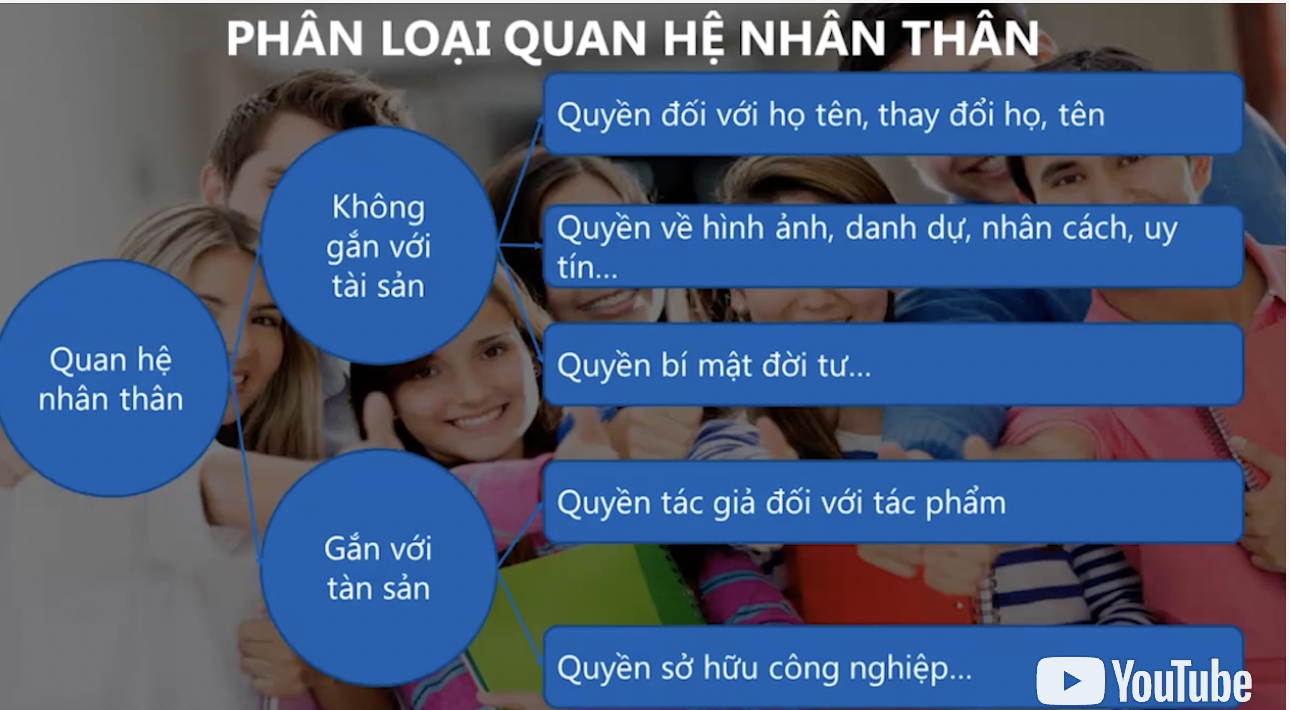 PHÂN LOẠI QUAN HỆ NHÂN THÂN
Quan hệ
nhân thân
Không
gắn với
tài sản
Quyền đối với họ tên, thay đổi họ, tên
Quyền về hình ảnh, danh dự, nhân cách, uy
tín...
Quyền bí mật đời tư...
Gắn với
tàn sản
Quyền tác giả đối với tác phẩm
Quyền sở hữu công nghiệp...
YouTube